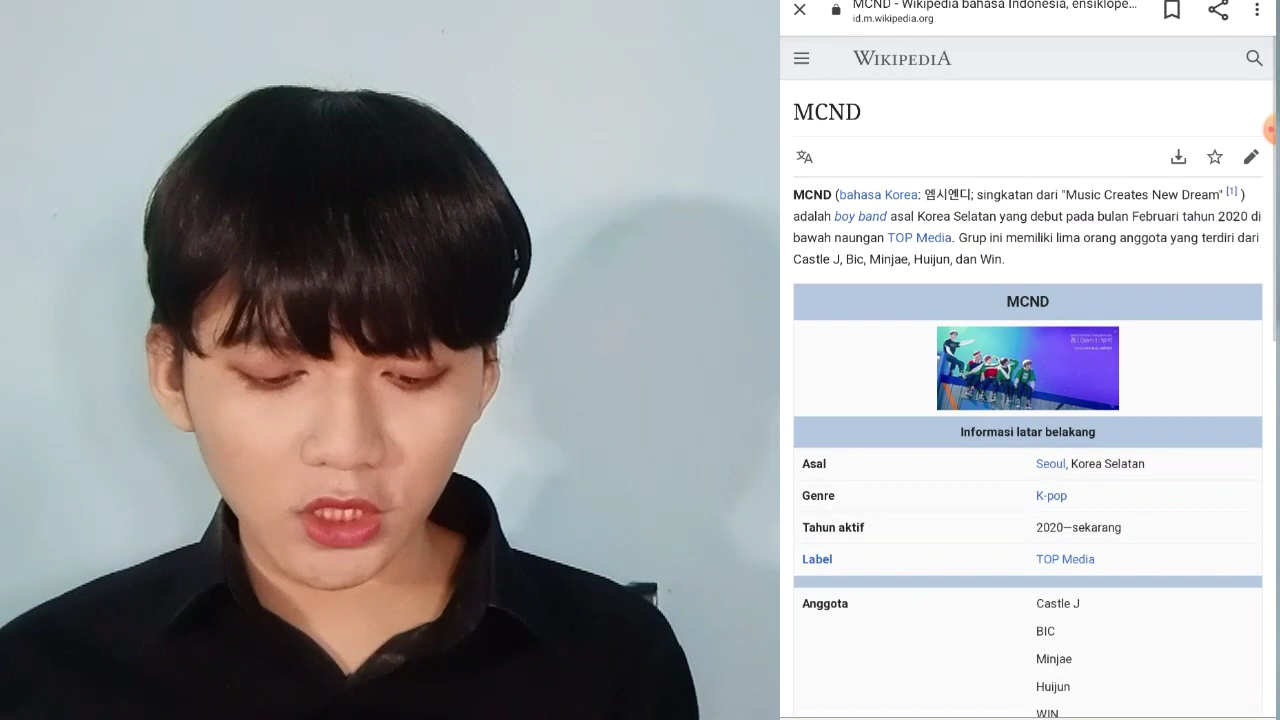 MCND - Wikipedia bahasa Indonesia, ensiklope...
id.m.wikipedia.org
WIKIPEDIA
MCND
MCND (bahasa Korea: 엠시엔디; singkatan dari "Music Creates New Dream" [1] )
adalah boy band asal Korea Selatan yang debut pada bulan Februari tahun 2020 di
bawah naungan TOP Media. Grup ini memiliki lima orang anggota yang terdiri dari
Castle J, Bic, Minjae, Huijun, dan Win.
MCND
Informasi latar belakang
Asal Seoul, Korea Selatan
Genre K-pop
Tahun aktif 2020—sekarang
Label TOP Media
Anggota Castle J
BIC
Minjae
Huijun
WIN